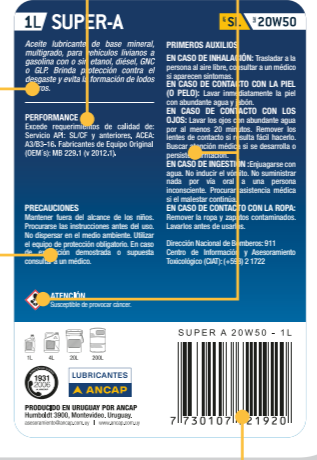 1L SUPER-A
SL 20W50
Aceite lubricante de base mineral,
multigrado, para vehículos livianos a
gasolina con o sin etanol, diésel, GNC
o GLP. Brinda protección contra el
desgaste y evita la formación de lodos
PERFORMANCE
Excede requerimientos de calidad de:
Servicio API: SL/CF y anteriores, ACEA:
A3/B3-16. Fabricantes de Equipo Original
(OEM's): MB 229.1 (v 2012.1).
PRECAUCIONES
Mantener fuera del alcance de los niños.
Procurarse las instrucciones antes del uso.
No dispersar en el medio ambiente. Utilizar
el equipo de protección obligatorio. En caso
de demostrada o supuesta
consultar a un médico.
PRIMEROS AUXILIOS
EN CASO DE INHALACIÓN: Trasladar a la
persona al aire libre, consultar a un médico
si aparecen síntomas.
EN CASO DE CONTACTO CON LA PIEL
(O PELO): Lavar inmediatamente la piel
con abundante agua y jabón.
EN CASO DE CONTACTO CON LOS
OJOS: Lavar los ojos con abundante agua
por al menos 20 minutos. Remover los
lentes de contacto si resulta fácil hacerlo.
Buscar atención médica si se desarrolla o
persiste irritación.
EN CASO DE INGESTIÓN :Enjuagarse con
agua. No inducir el vómito. No suministrar
nada por vía oral a una persona
inconsciente. Procurar asistencia médica
si el malestar continúa.
EN CASO DE CONTACTO CON LA ROPA:
Remover la ropa y zapatos contaminados.
Lavarlos antes de usarlos.
Dirección Nacional de Bomberos: 911
Centro de Información y Asesoramiento
Toxicológico (CIAT): (+598) 2 1722
ATENCIÓN
Susceptible de provocar cáncer.
1L 4L 20L 200L
1931
2006
LUBRICANTES
ANCAP
PRODUCIDO EN URUGUAY POR ANCAP
Humboldt 3900, Montevideo, Uruguay.
asesoramiento@ancap.com.uy | www.ancap.com.uy
SUPER A 20W50 - 1L
7 730107 921920